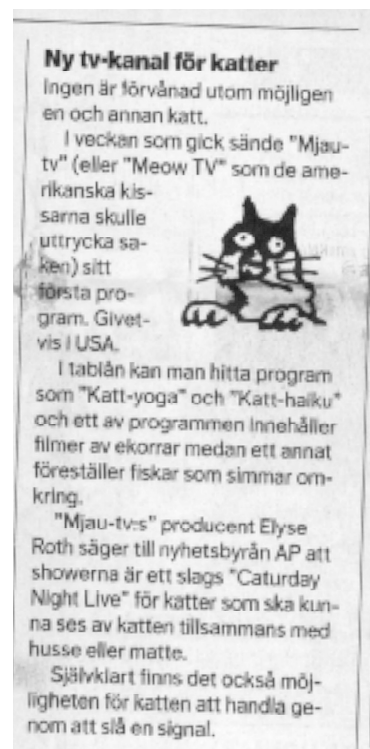 Ny tv-kanal för katter
Ingen är förvånad utom möjligen
en och annan katt.
I veckan som gick sände "Mjau-
tv" (eller "Meow TV" som de ame-
rikanska kis-
sarna skulle
uttrycka sa-
ken) sitt
första pro-
gram. Givet-
vis i USA.
I tablån kan man hitta program
som "Katt-yoga" och "Katt-haiku"
och ett av programmen innehåller
filmer av ekorrar medan ett annat
föreställer fiskar som simmar om-
kring.
"Mjau-tv:s" producent Elyse
Roth säger till nyhetsbyrån AP att
showerna är ett slags "Caturday
Night Live" för katter som ska kun-
na ses av katten tillsammans med
husse eller matte.
Självklart finns det också möj-
ligheten för katten att handla ge-
nom att slå en signal.